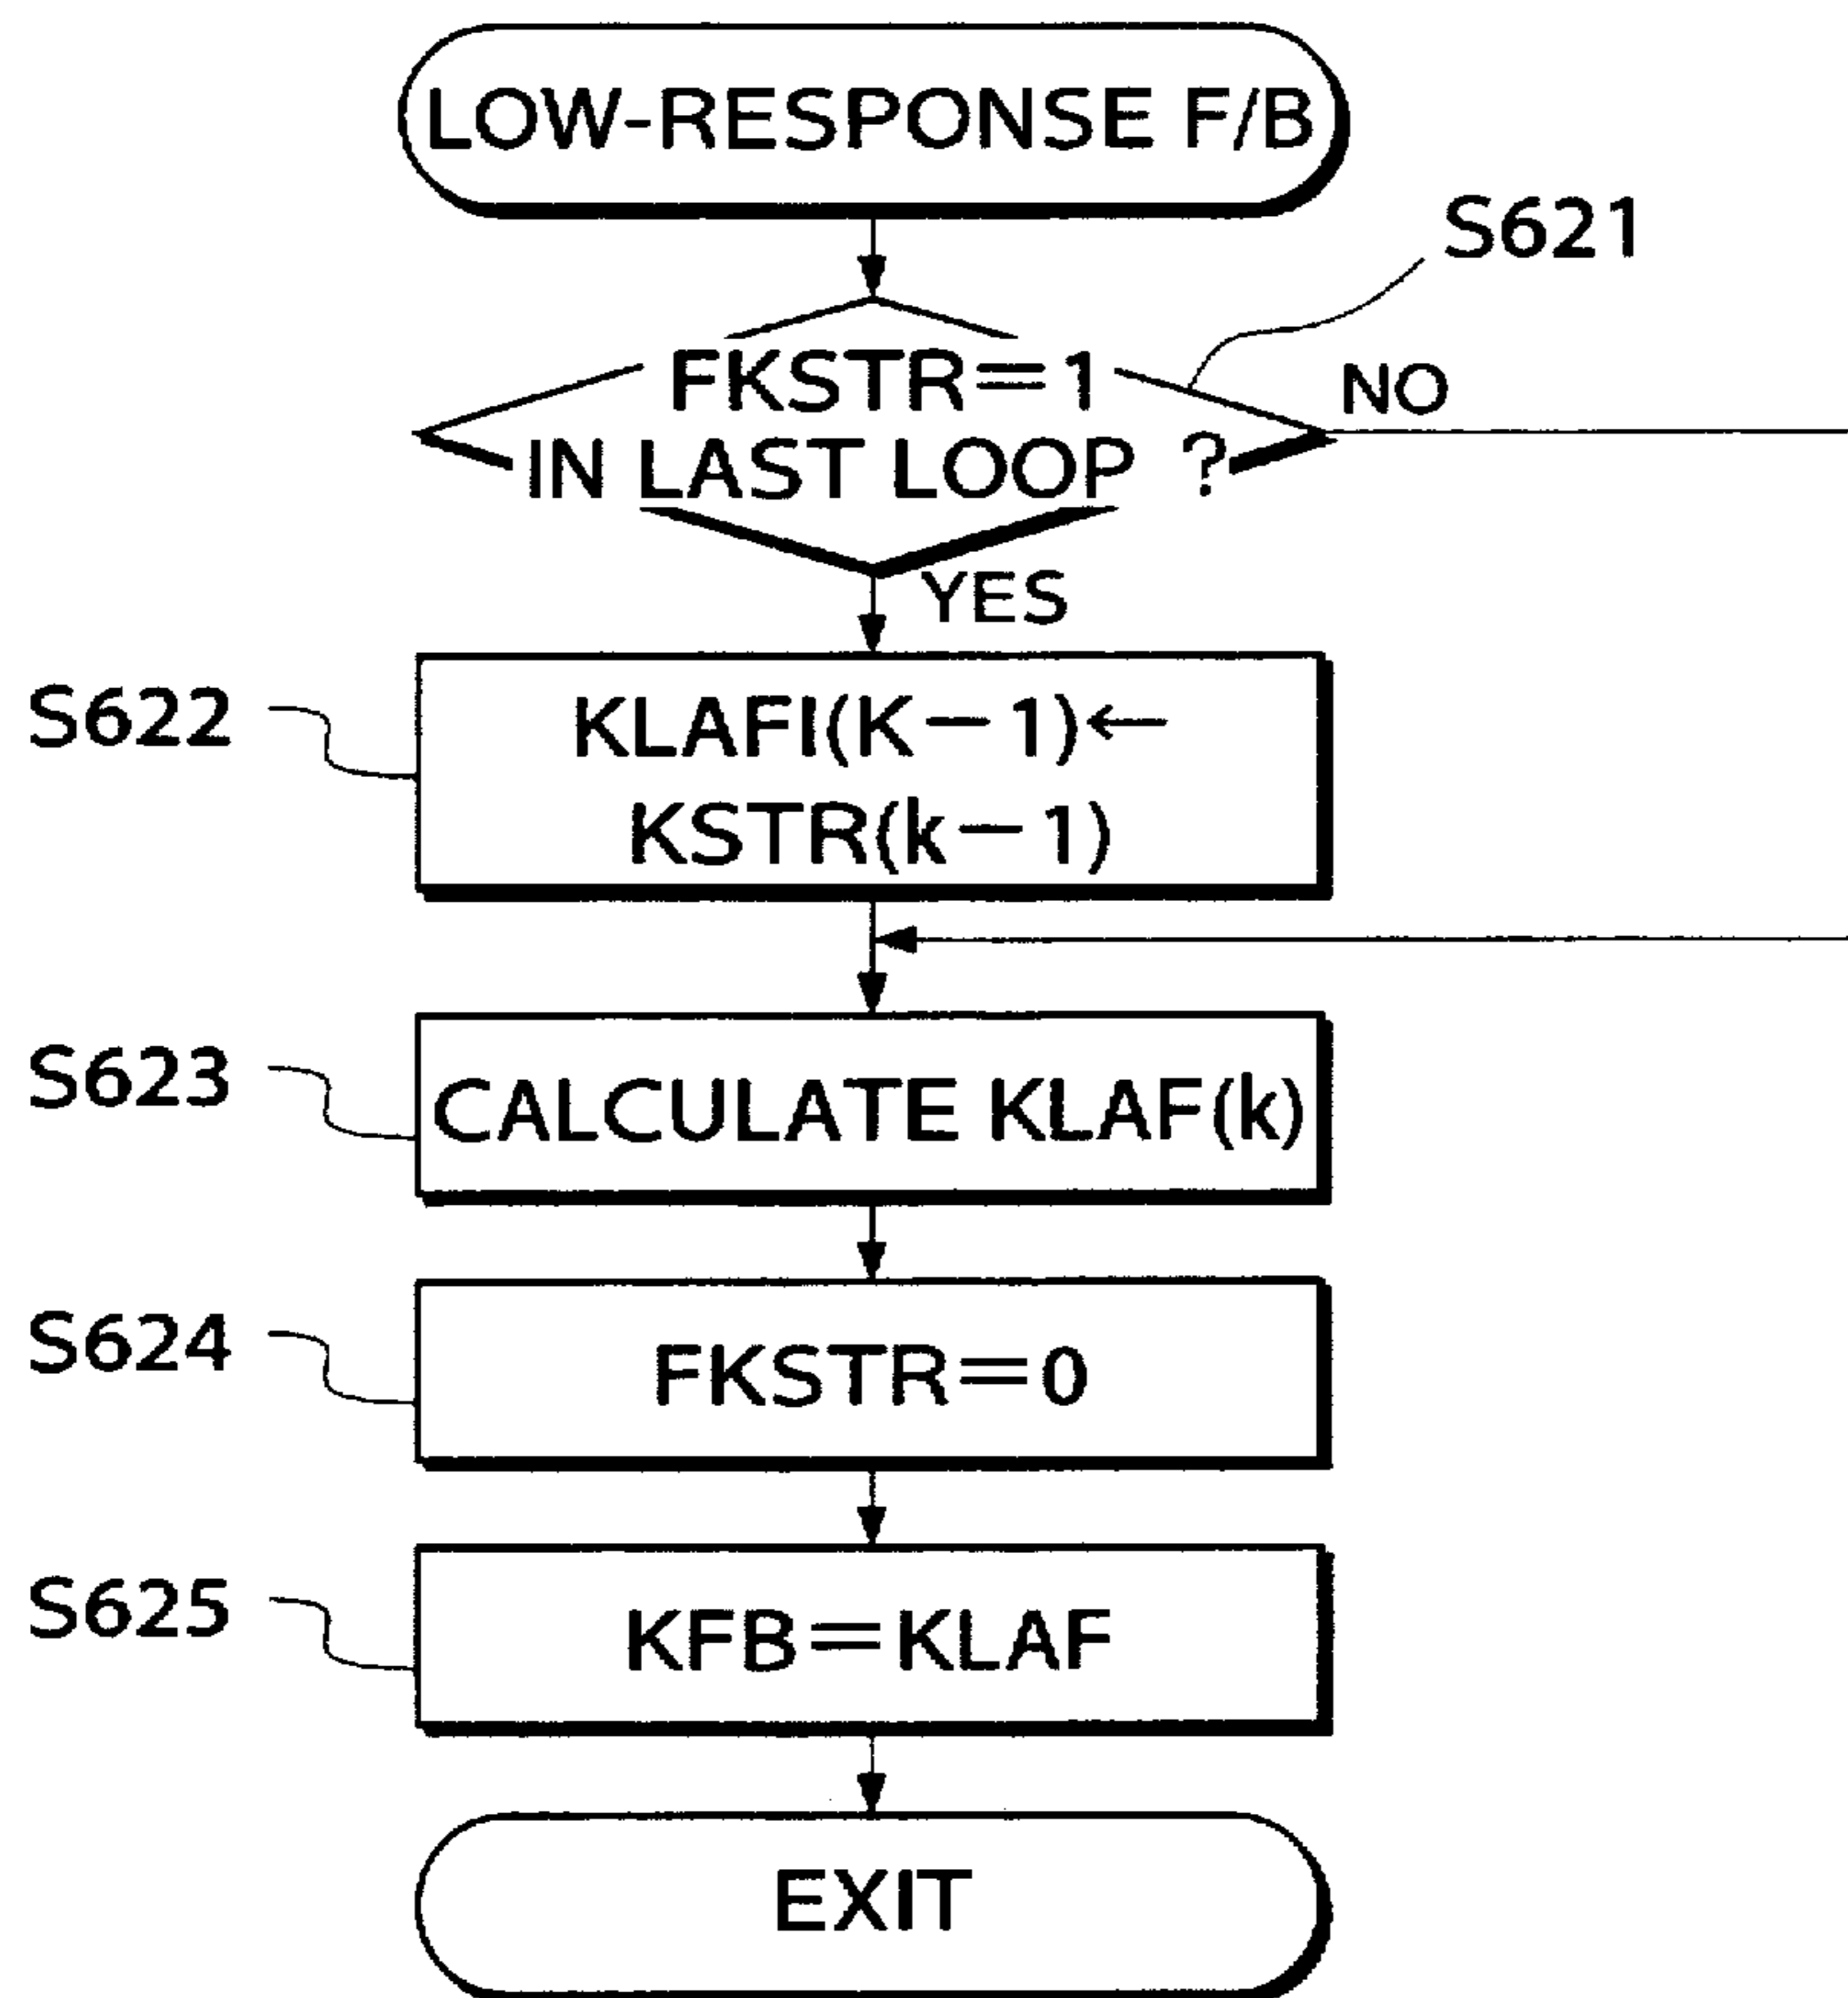 LOW-RESPONSE F/B
S621
FKSTR=1
IN LAST LOOP ?
NO
YES
S622
KLAFI(K-1)←
KSTR(k-1)
S623
CALCULATE KLAF(k)
S624
FKSTR=0
S625
KFB=KLAF
EXIT